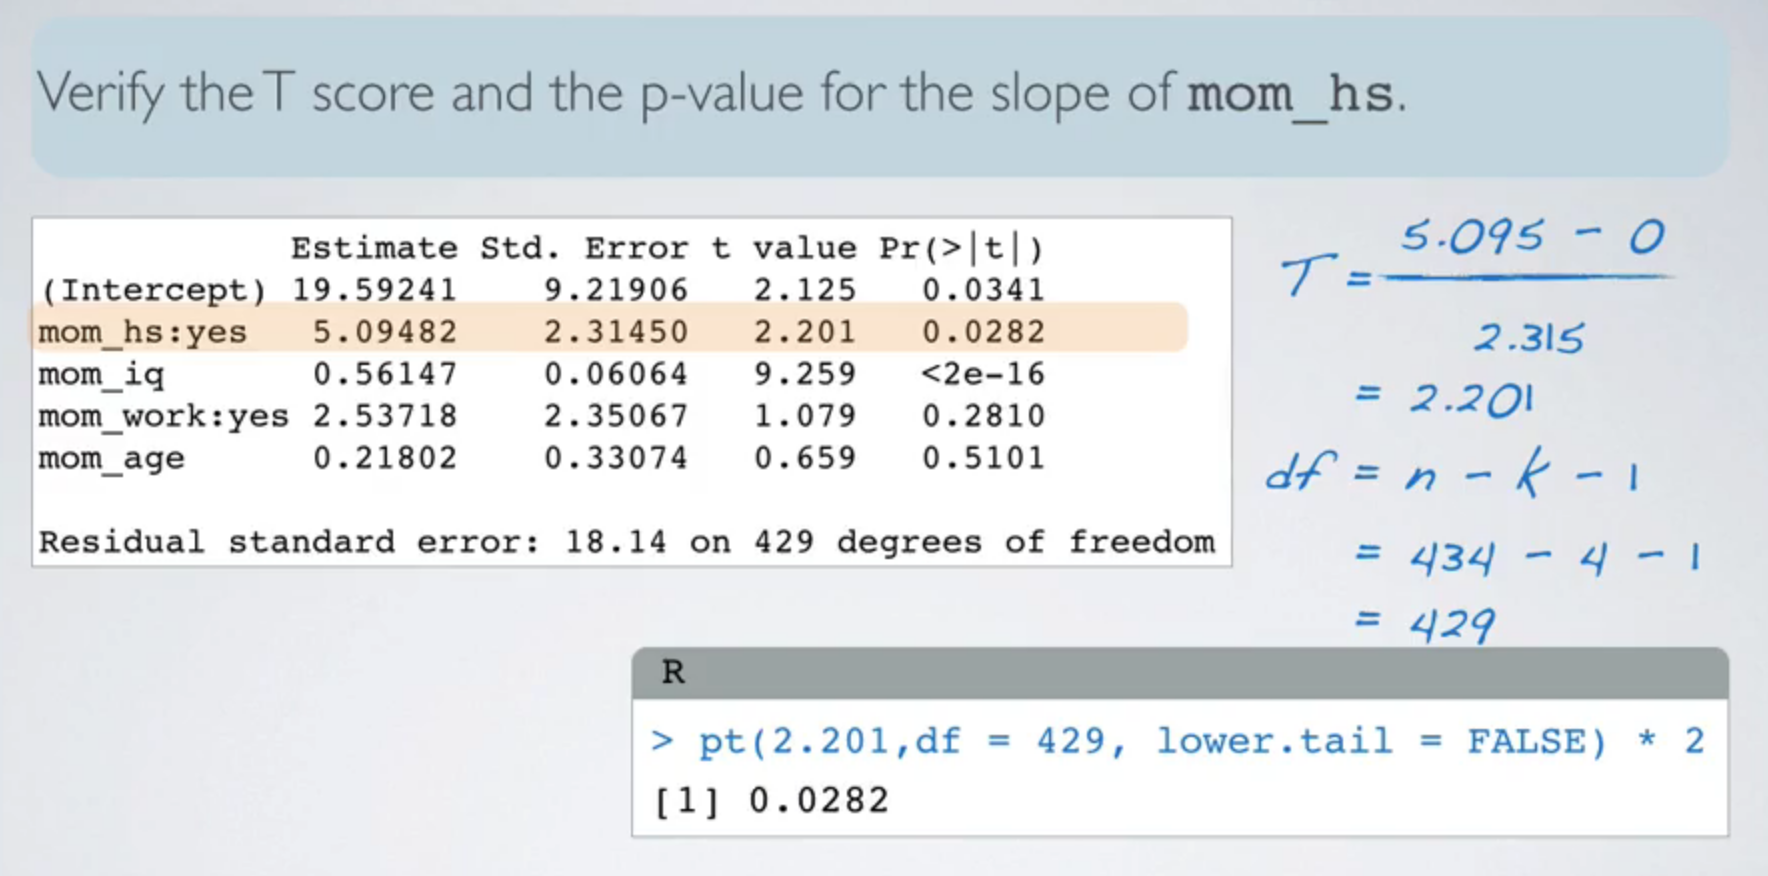 Verify the T score and the p-value for the slope of mom_hs.
Estimate Std. Error t value Pr(>|t|)
(Intercept) 19.59241 9.21906 2.125 0.0341
mom_hs:yes 5.09482 2.31450 2.201 0.0282
mom_iq 0.56147 0.06064 9.259 <2e-16
mom_work:yes 2.53718 2.35067 1.079 0.2810
mom_age 0.21802 0.33074 0.659 0.5101
Residual standard error: 18.14 on 429 degrees of freedom
5.095 - 0
T =
2.315
= 2.201
df = n - k - 1
= 434 - 4 - 1
= 429
R
> pt(2.201,df = 429, lower.tail = FALSE) * 2
[1] 0.0282